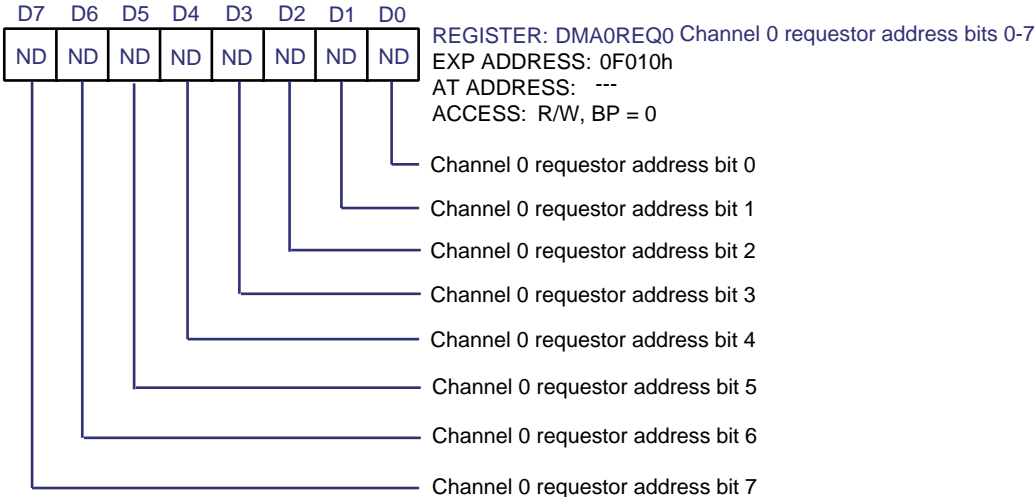 D7 D6 D5 D4 D3 D2 D1 D0
ND ND ND ND ND ND ND ND
REGISTER: DMA0REQ0 Channel 0 requestor address bits 0-7
EXP ADDRESS: 0F010h
AT ADDRESS: ---
ACCESS: R/W, BP = 0
Channel 0 requestor address bit 0
Channel 0 requestor address bit 1
Channel 0 requestor address bit 2
Channel 0 requestor address bit 3
Channel 0 requestor address bit 4
Channel 0 requestor address bit 5
Channel 0 requestor address bit 6
Channel 0 requestor address bit 7